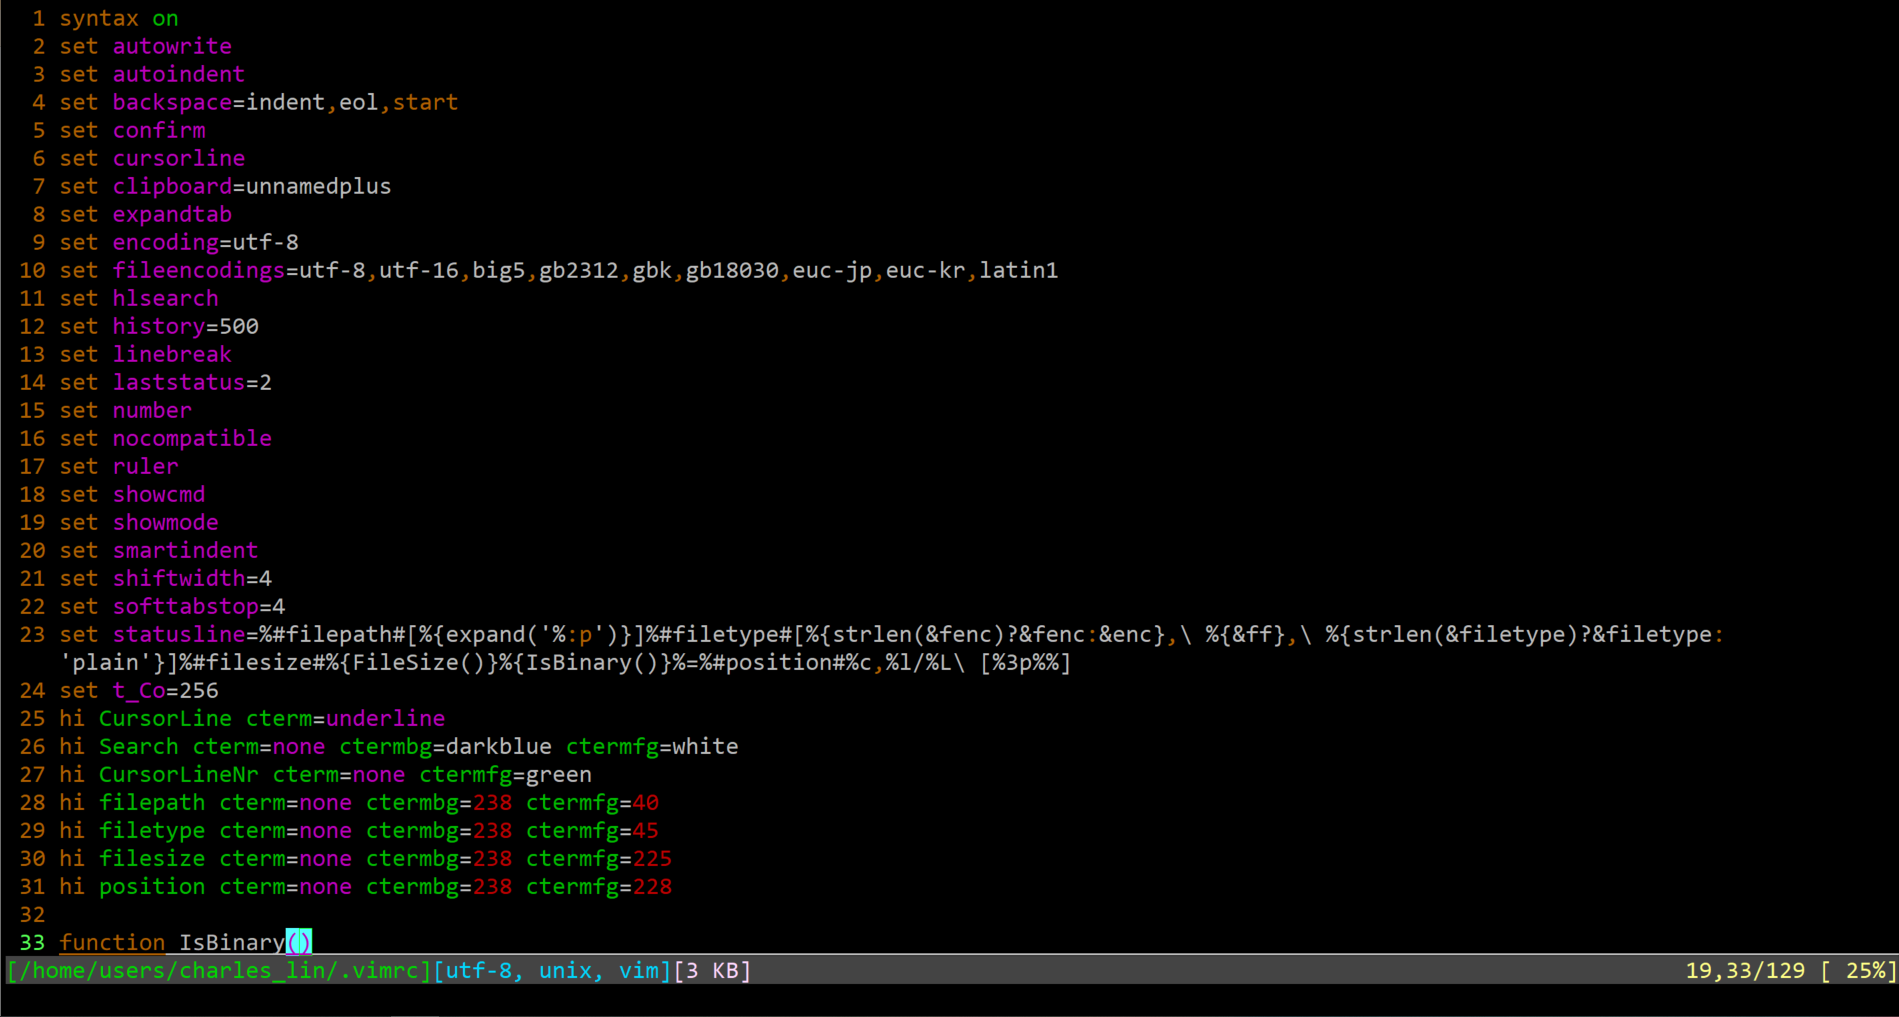 1 syntax on
2 set autowrite
3 set autoindent
4 set backspace=indent,eol,start
5 set confirm
6 set cursorline
7 set clipboard=unnamedplus
8 set expandtab
9 set encoding=utf-8
10 set fileencodings=utf-8,utf-16,big5,gb2312,gbk,gb18030,euc-jp,euc-kr,latin1
11 set hlsearch
12 set history=500
13 set linebreak
14 set laststatus=2
15 set number
16 set nocompatible
17 set ruler
18 set showcmd
19 set showmode
20 set smartindent
21 set shiftwidth=4
22 set softtabstop=4
23 set statusline=%#filepath#[%{expand('%:p')}]%#filetype#[%{strlen(&fenc)?&fenc:&enc},\ %{&ff},\ %{strlen(&filetype)?&filetype:
'plain'}]%#filesize#%{FileSize()}%{IsBinary()}%=%#position#%c,%l/%L\ [%3p%%]
24 set t_Co=256
25 hi CursorLine cterm=underline
26 hi Search cterm=none ctermbg=darkblue ctermfg=white
27 hi CursorLineNr cterm=none ctermfg=green
28 hi filepath cterm=none ctermbg=238 ctermfg=40
29 hi filetype cterm=none ctermbg=238 ctermfg=45
30 hi filesize cterm=none ctermbg=238 ctermfg=225
31 hi position cterm=none ctermbg=238 ctermfg=228
32
33 function IsBinary()
[/home/users/charles_lin/.vimrc][utf-8, unix, vim][3 KB] 19,33/129 [ 25%]